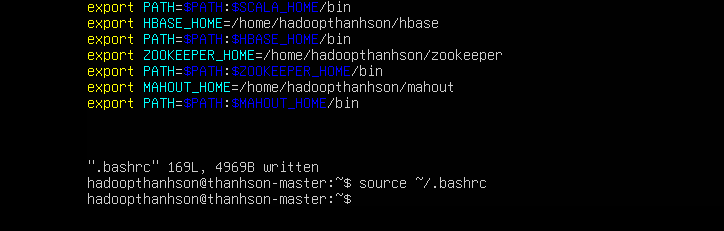 export PATH=$PATH:$SCALA_HOME/bin
export HBASE_HOME=/home/hadoopthanhson/hbase
export PATH=$PATH:$HBASE_HOME/bin
export ZOOKEEPER_HOME=/home/hadoopthanhson/zookeeper
export PATH=$PATH:$ZOOKEEPER_HOME/bin
export MAHOUT_HOME=/home/hadoopthanhson/mahout
export PATH=$PATH:$MAHOUT_HOME/bin
".bashrc" 169L, 4969B written
hadoopthanhson@thanhson-master:~$ source ~/.bashrc
hadoopthanhson@thanhson-master:~$